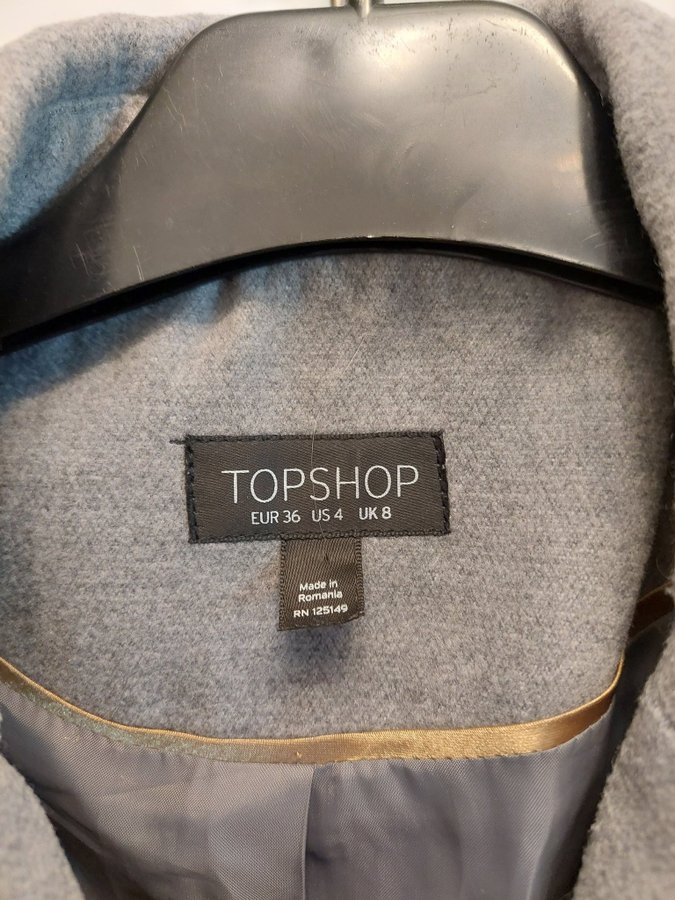 TOPSHOP
EUR 36 US 4 UK 8
Made in
Romania
RN 125149